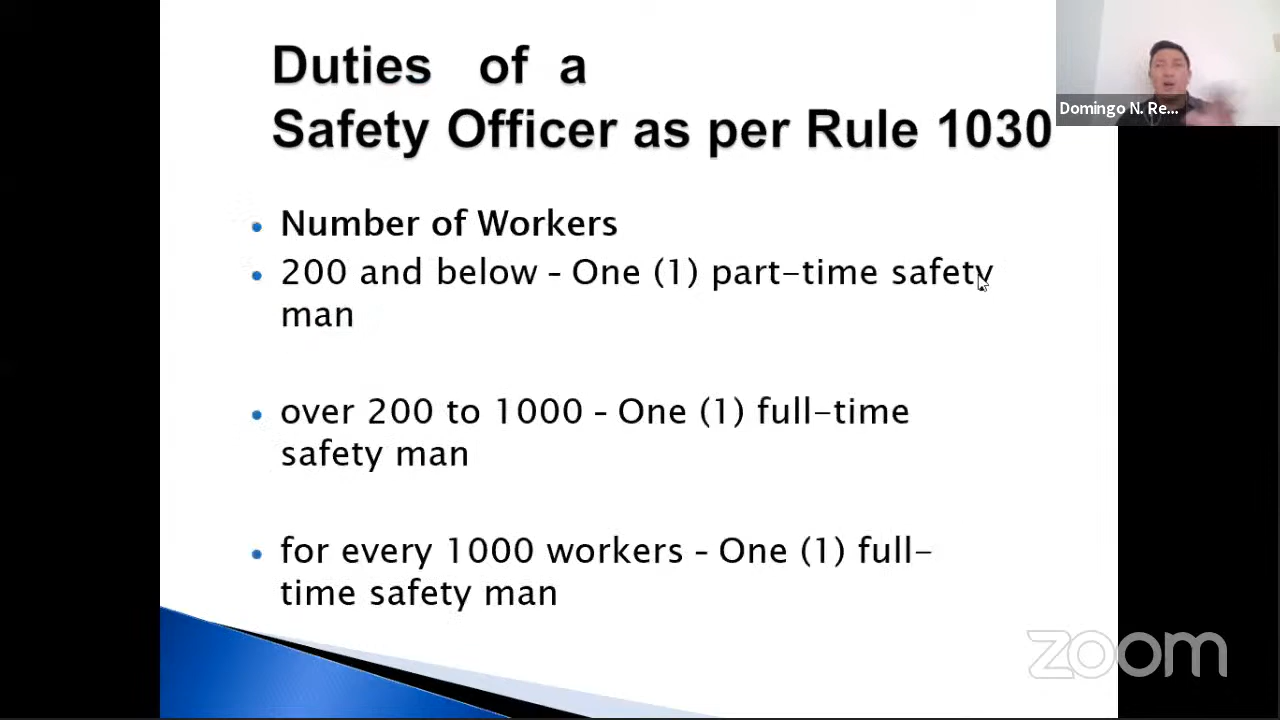 Duties of a
Safety Officer as per Rule 1030
Domingo N. Re...
• Number of Workers
• 200 and below - One (1) part-time safety
man
• over 200 to 1000 - One (1) full-time
safety man
• for every 1000 workers - One (1) full-
time safety man
zoom